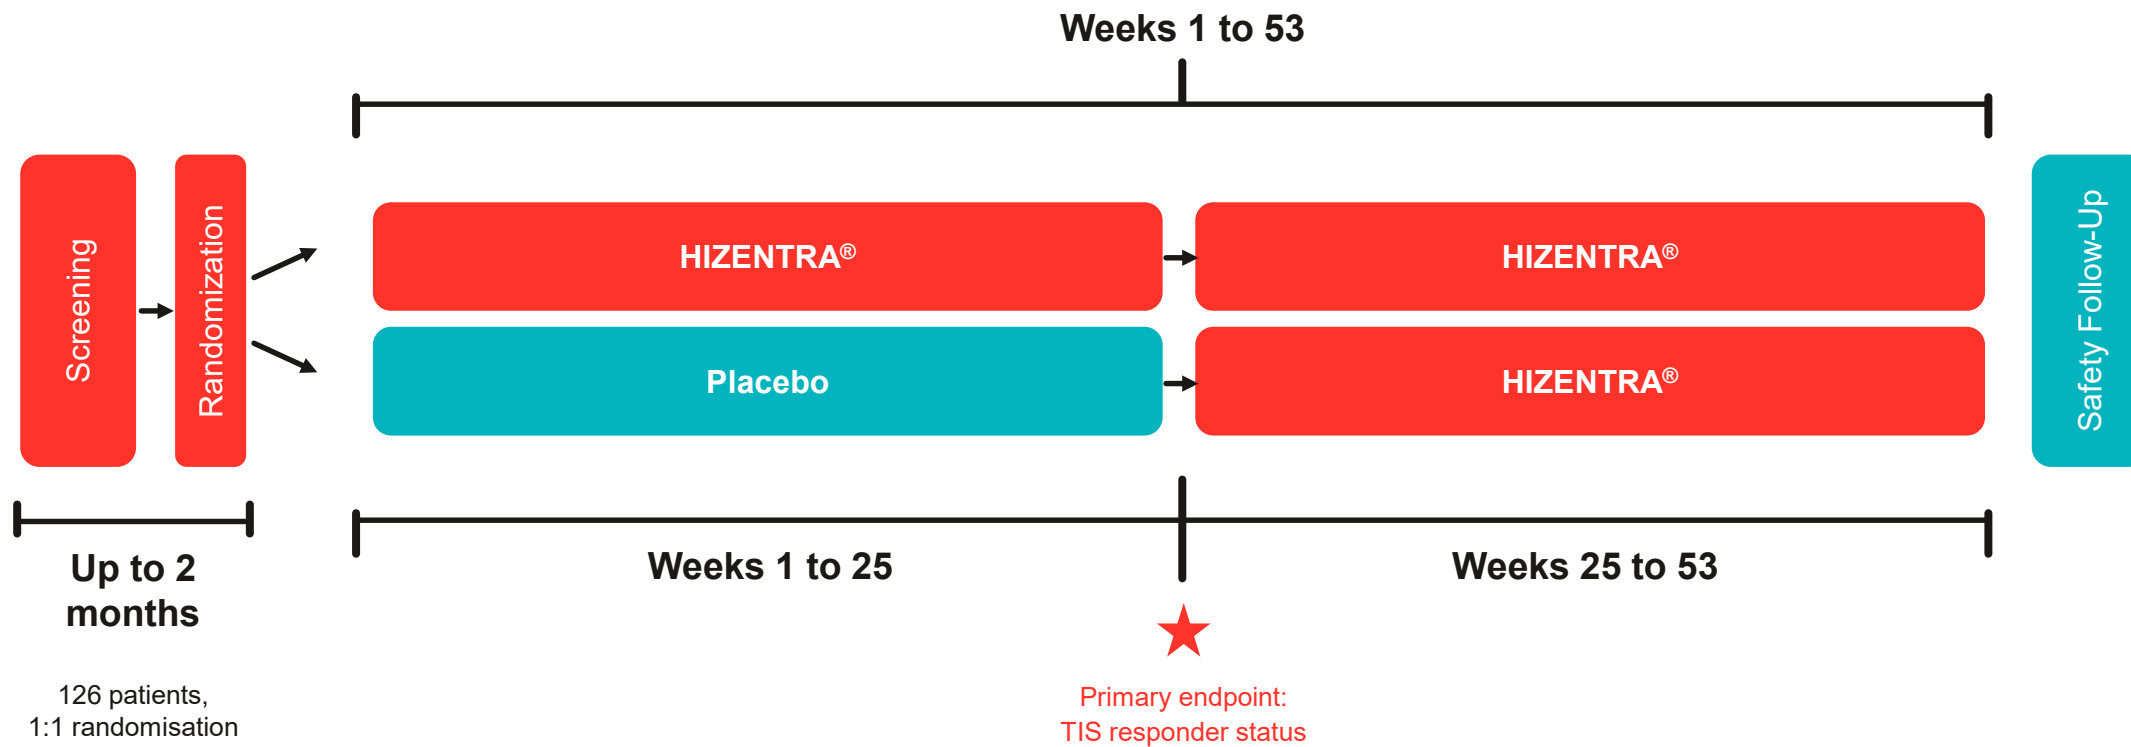 Weeks 1 to 53
Screening
Randomization
HIZENTRA®
HIZENTRA®
Placebo
HIZENTRA®
Safety Follow-Up
Up to 2
months
Weeks 1 to 25
Weeks 25 to 53
126 patients,
1:1 randomisation
Primary endpoint:
TIS responder status